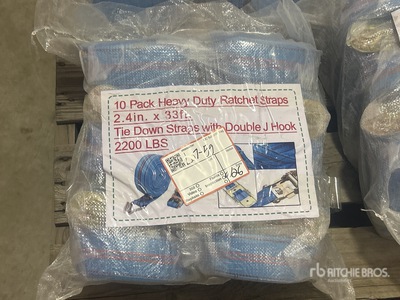 10 Pack Heavy Duty Ratchet Straps
2.4in. x 33ft.
Tie Down Straps with Double J Hook
2200 LBS
rb RITCHIE BROS.